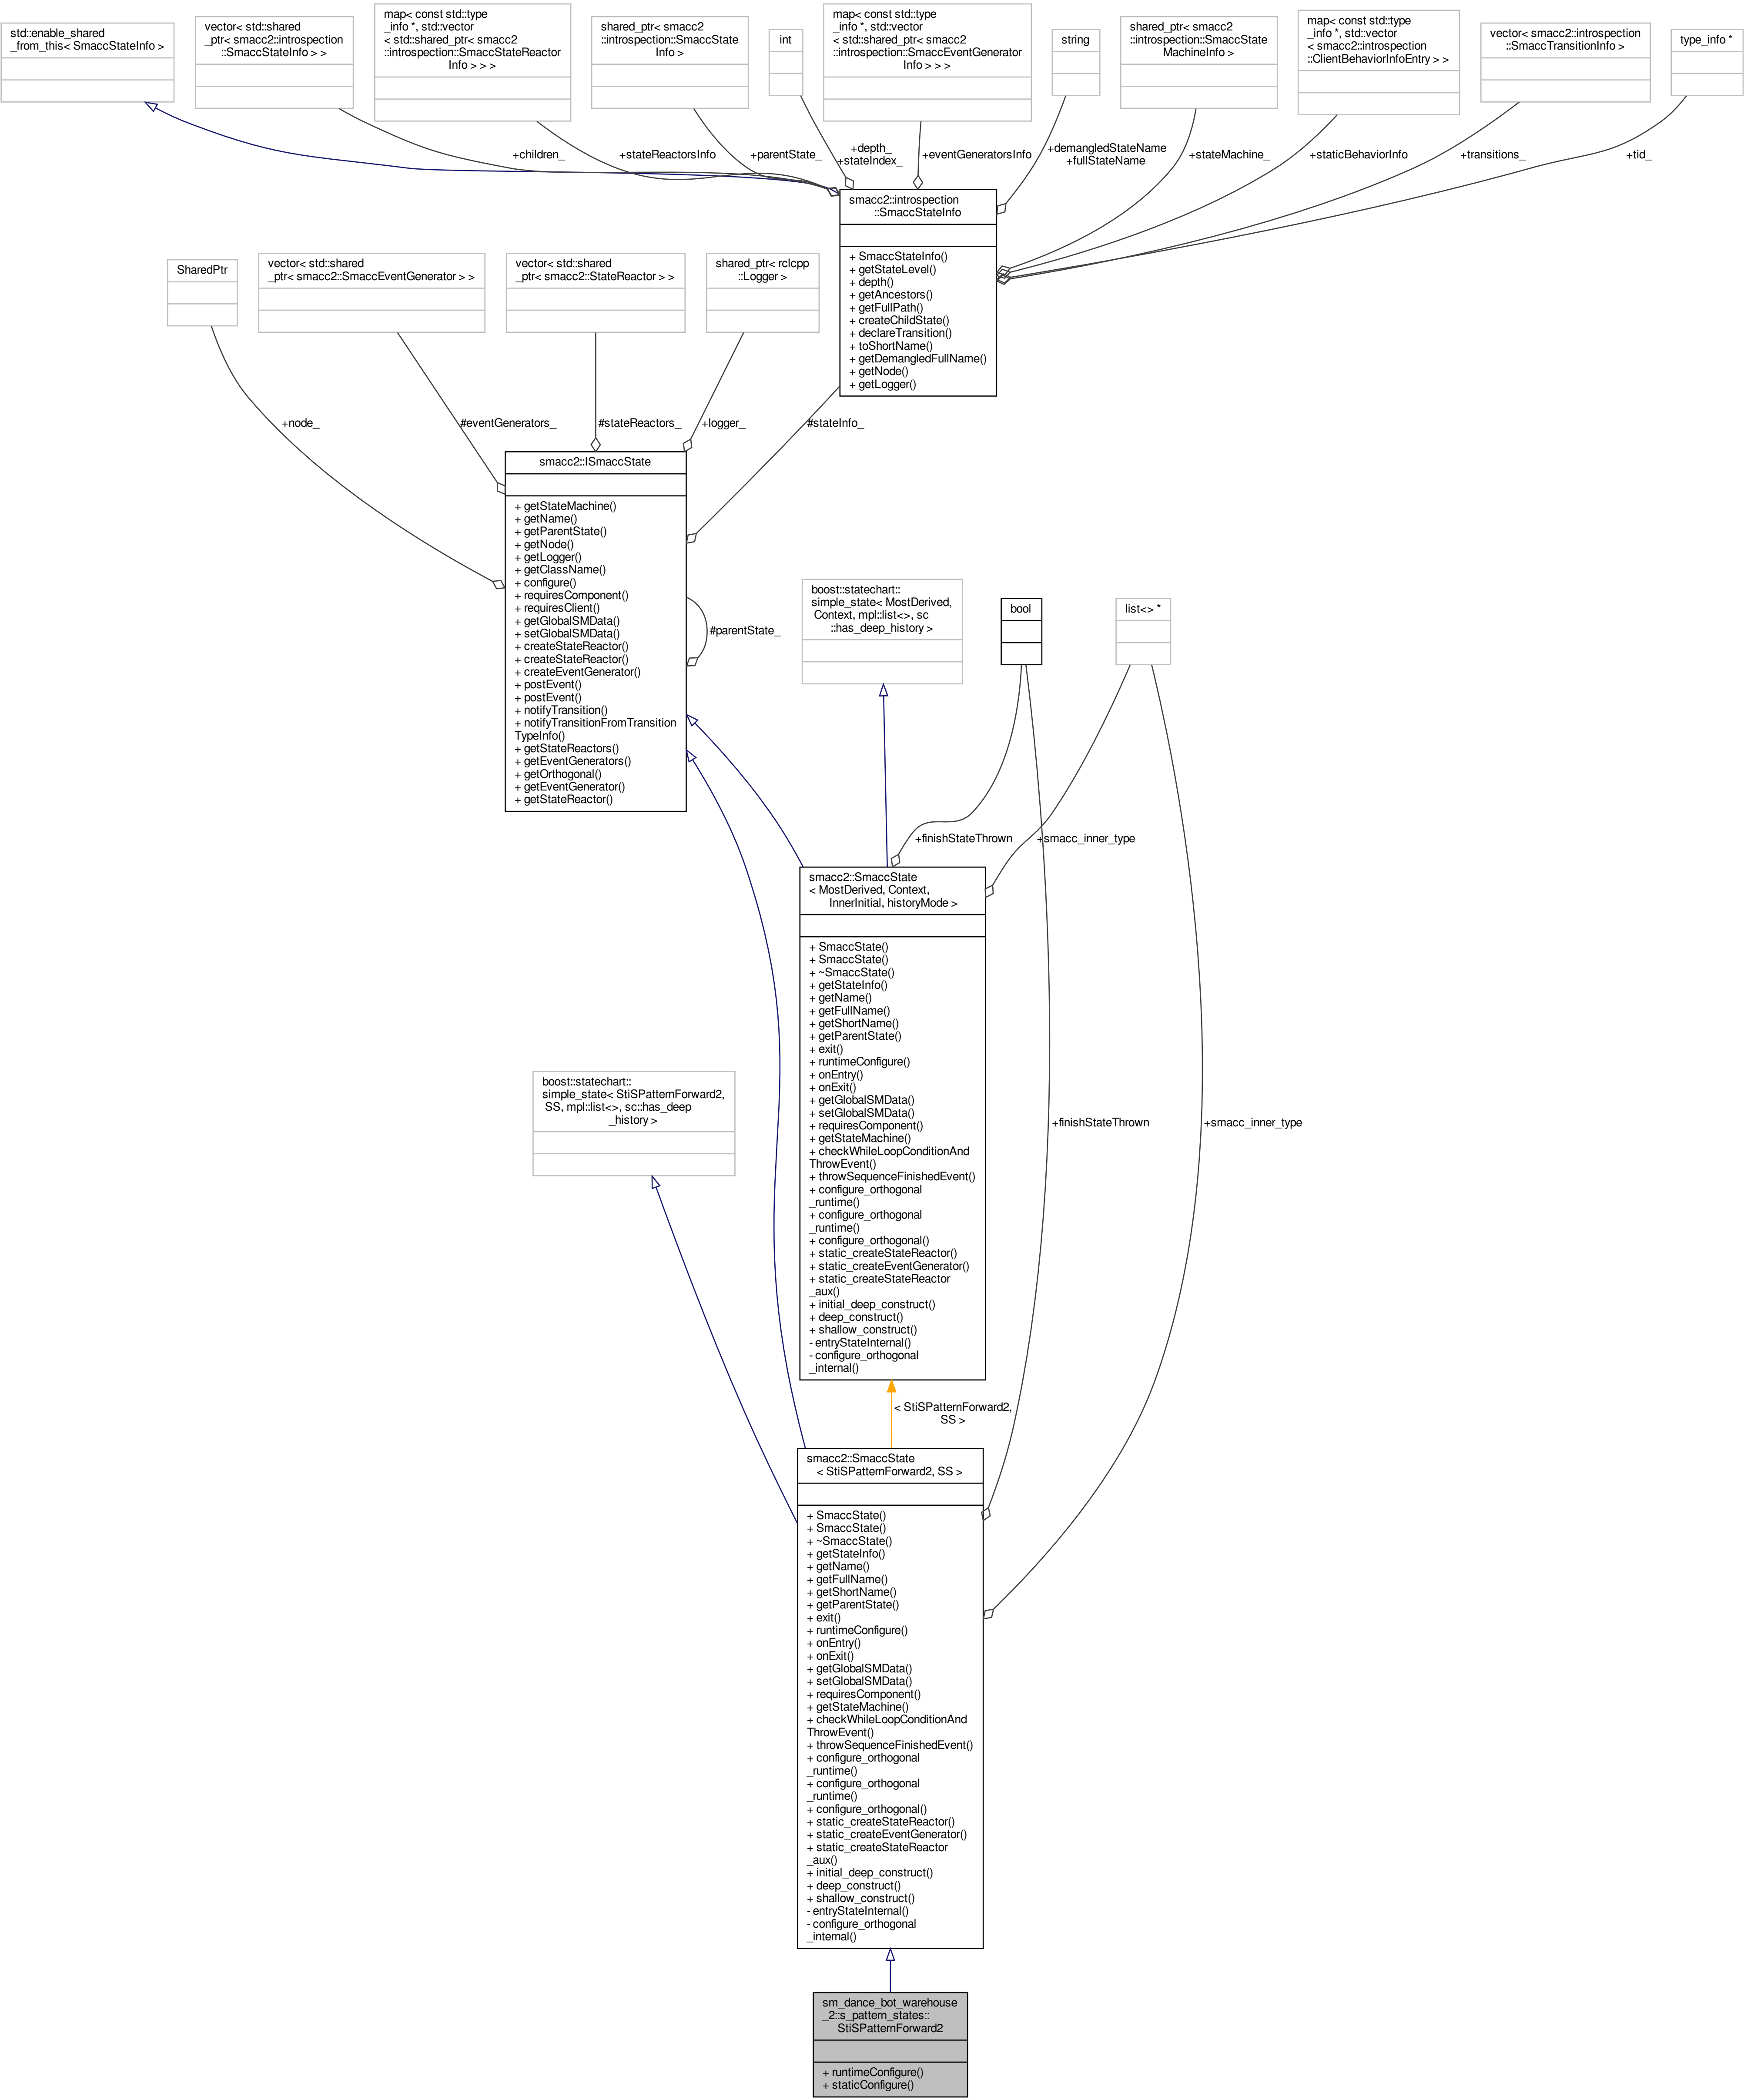 std::enable_shared
_from_this< SmaccStateInfo >
vector< std::shared
_ptr< smacc2::introspection
::SmaccStateInfo > >
map< const std::type
_info *, std::vector
< std::shared_ptr< smacc2
::introspection::SmaccStateReactor
Info > > >
shared_ptr< smacc2
::introspection::SmaccState
Info >
int
map< const std::type
_info *, std::vector
< std::shared_ptr< smacc2
::introspection::SmaccEventGenerator
Info > > >
string
shared_ptr< smacc2
::introspection::SmaccState
MachineInfo >
map< const std::type
_info *, std::vector
< smacc2::introspection
::ClientBehaviorInfoEntry > >
vector< smacc2::introspection
::SmaccTransitionInfo >
type_info *
+children_
+stateReactorsInfo
+parentState_
+depth_
+stateIndex_
+eventGeneratorsInfo
+demangledStateName
+fullStateName
+stateMachine_
+staticBehaviorInfo
+transitions_
+tid_
smacc2::introspection
::SmaccStateInfo
+ SmaccStateInfo()
+ getStateLevel()
+ depth()
+ getAncestors()
+ getFullPath()
+ createChildState()
+ declareTransition()
+ toShortName()
+ getDemangledFullName()
+ getNode()
+ getLogger()
SharedPtr
vector< std::shared
_ptr< smacc2::SmaccEventGenerator > >
vector< std::shared
_ptr< smacc2::StateReactor > >
shared_ptr< rclcpp
::Logger >
+node_
#eventGenerators_
#stateReactors_
+logger_
#stateInfo_
smacc2::ISmaccState
+ getStateMachine()
+ getName()
+ getParentState()
+ getNode()
+ getLogger()
+ getClassName()
+ configure()
+ requiresComponent()
+ requiresClient()
+ getGlobalSMData()
+ setGlobalSMData()
+ createStateReactor()
+ createStateReactor()
+ createEventGenerator()
+ postEvent()
+ postEvent()
+ notifyTransition()
+ notifyTransitionFromTransition
TypeInfo()
+ getStateReactors()
+ getEventGenerators()
+ getOrthogonal()
+ getEventGenerator()
+ getStateReactor()
#parentState_
boost::statechart::
simple_state< MostDerived,
Context, mpl::list<>, sc
::has_deep_history >
bool
list<> *
+finishStateThrown
+smacc_inner_type
smacc2::SmaccState
< MostDerived, Context,
InnerInitial, historyMode >
+ SmaccState()
+ SmaccState()
+ ~SmaccState()
+ getStateInfo()
+ getName()
+ getFullName()
+ getShortName()
+ getParentState()
+ exit()
+ runtimeConfigure()
+ onEntry()
+ onExit()
+ getGlobalSMData()
+ setGlobalSMData()
+ requiresComponent()
+ getStateMachine()
+ checkWhileLoopConditionAnd
ThrowEvent()
+ throwSequenceFinishedEvent()
+ configure_orthogonal
_runtime()
+ configure_orthogonal
_runtime()
+ configure_orthogonal()
+ static_createStateReactor()
+ static_createEventGenerator()
+ static_createStateReactor
_aux()
+ initial_deep_construct()
+ deep_construct()
+ shallow_construct()
- entryStateInternal()
- configure_orthogonal
_internal()
boost::statechart::
simple_state< StiSPatternForward2,
SS, mpl::list<>, sc::has_deep
_history >
+finishStateThrown
+smacc_inner_type
< StiSPatternForward2,
SS >
smacc2::SmaccState
< StiSPatternForward2, SS >
+ SmaccState()
+ SmaccState()
+ ~SmaccState()
+ getStateInfo()
+ getName()
+ getFullName()
+ getShortName()
+ getParentState()
+ exit()
+ runtimeConfigure()
+ onEntry()
+ onExit()
+ getGlobalSMData()
+ setGlobalSMData()
+ requiresComponent()
+ getStateMachine()
+ checkWhileLoopConditionAnd
ThrowEvent()
+ throwSequenceFinishedEvent()
+ configure_orthogonal
_runtime()
+ configure_orthogonal
_runtime()
+ configure_orthogonal()
+ static_createStateReactor()
+ static_createEventGenerator()
+ static_createStateReactor
_aux()
+ initial_deep_construct()
+ deep_construct()
+ shallow_construct()
- entryStateInternal()
- configure_orthogonal
_internal()
sm_dance_bot_warehouse
_2::s_pattern_states::
StiSPatternForward2
+ runtimeConfigure()
+ staticConfigure()